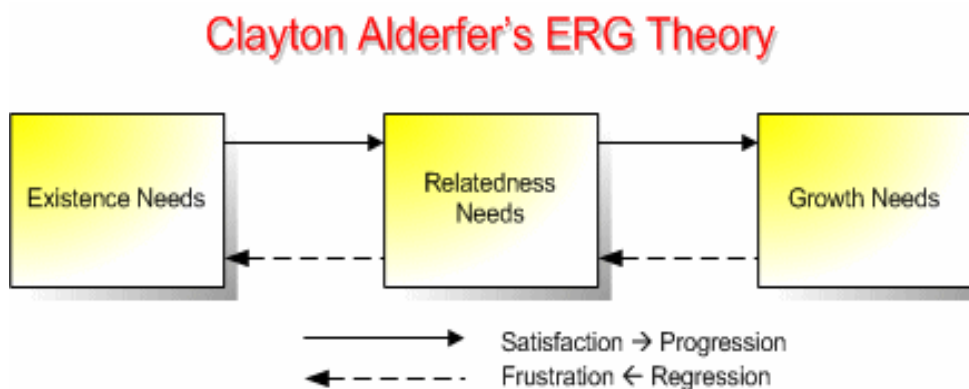 Clayton Alderfer's ERG Theory
Existence Needs
Relatedness
Needs
Growth Needs
Satisfaction → Progression
Frustration ← Regression